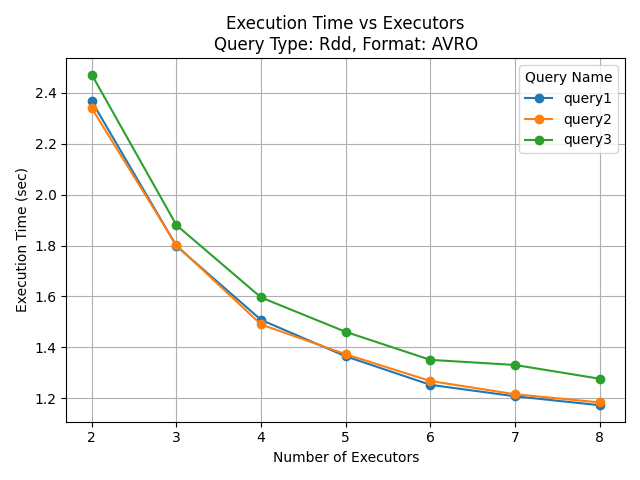 Execution Time vs Executors
Query Type: Rdd, Format: AVRO
Query Name
query1
query2
query3
Execution Time (sec)
2.4
2.2
2.0
1.8
1.6
1.4
1.2
2 3 4 5 6 7 8
Number of Executors